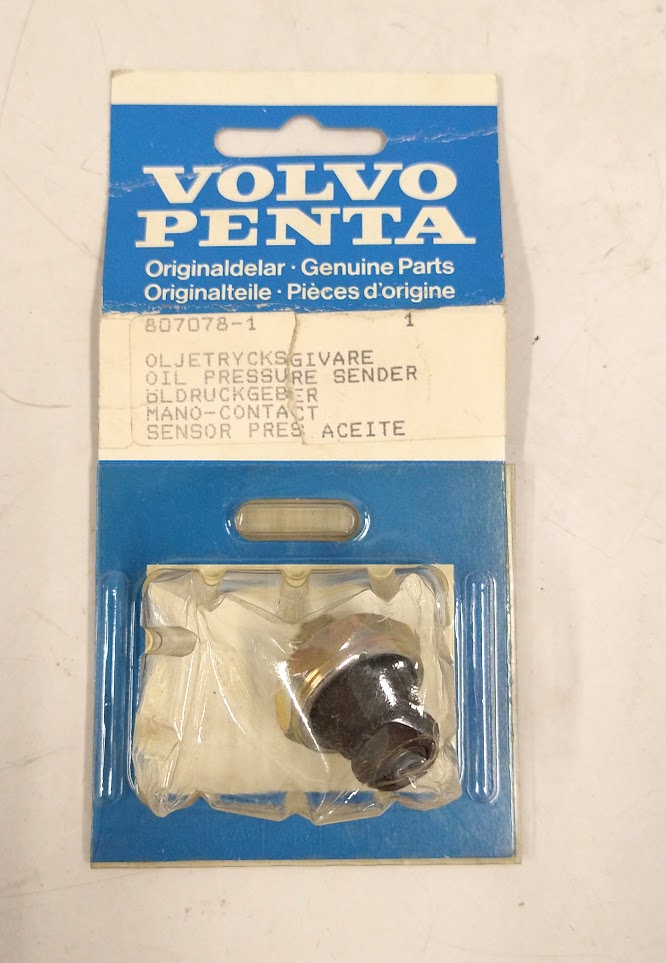 VOLVO
PENTA
Originaldelar · Genuine Parts
Originalteile · Pièces d'origine
807078-1 1
OLJETRYCKSGIVARE
OIL PRESSURE SENDER
ÖLDRUCKGEBER
MANO-CONTACT
SENSOR PRES ACEITE